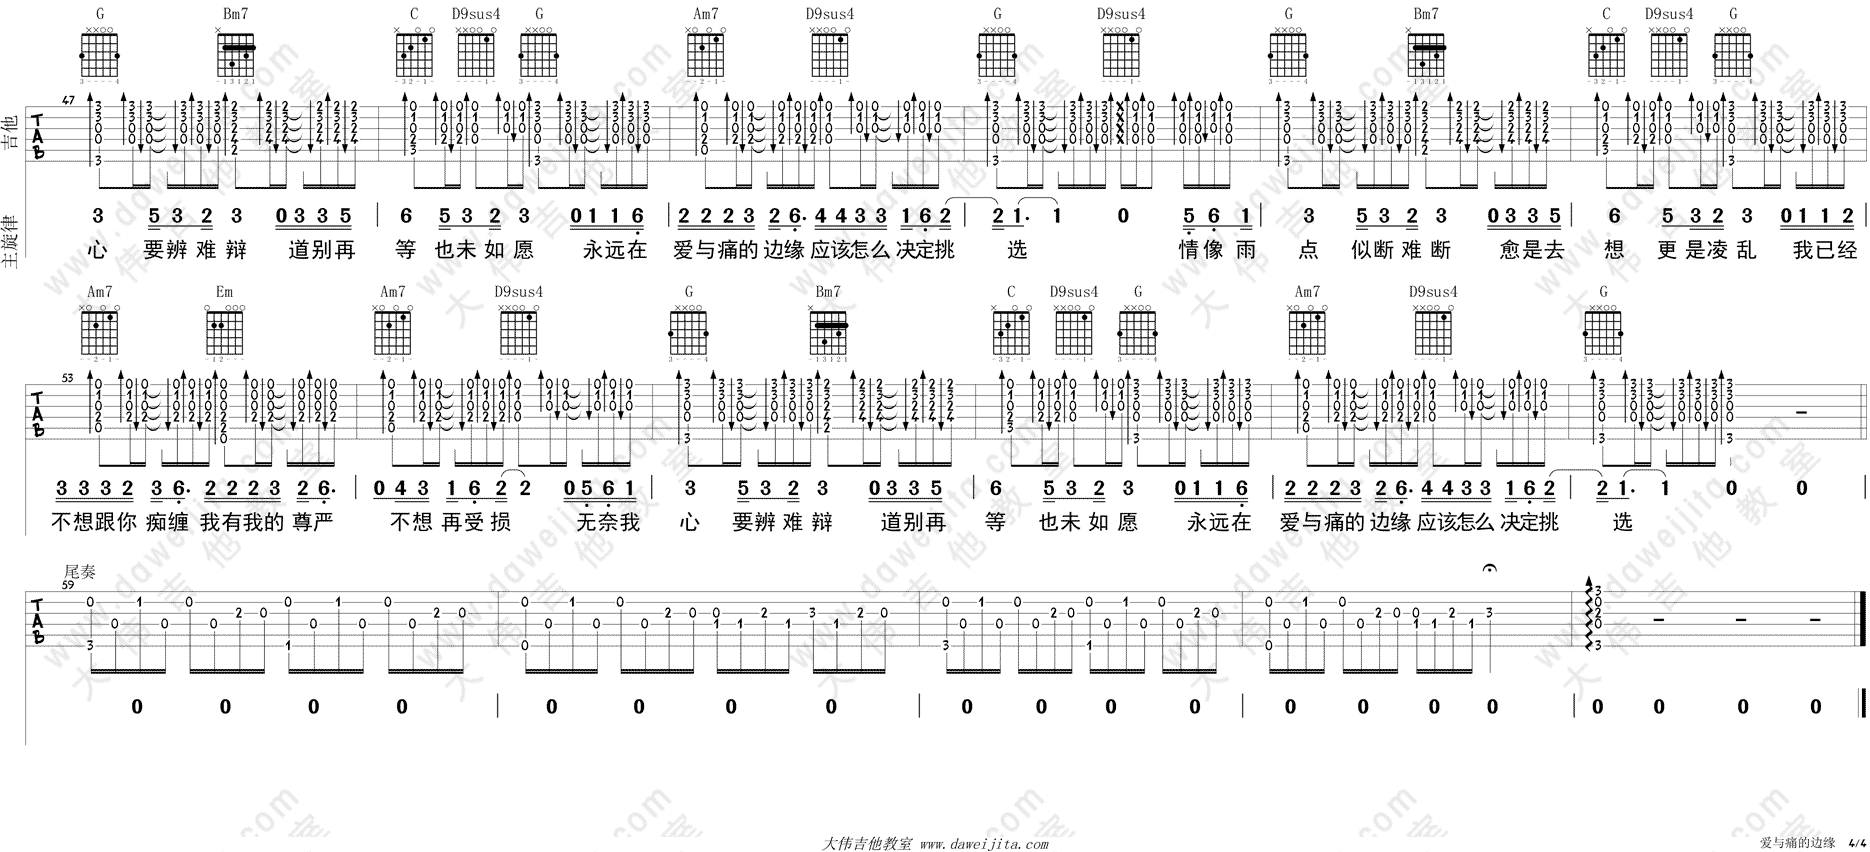 G Bm7 C D9sus4 G Am7 D9sus4 G D9sus4 G Bm7 C D9sus4 G
吉他
47
TAB
主旋律
3 5 3 2 3 0 3 3 5 | 6 5 3 2 3 0 1 1 6 | 2 2 2 3 2 6. 4 4 3 3 1 6 2 | 2 1. 1 0 5 6 1 | 3 5 3 2 3 0 3 3 5 | 6 5 3 2 3 0 1 1 2 |
心 要辨难辩 道别再 等 也未如愿 永远在 爱与痛的边缘应该怎么决定挑 选 情像雨 点 似断难断 愈是去 想 更是凌乱 我已经
Am7 Em Am7 D9sus4 G Bm7 C D9sus4 G Am7 D9sus4 G
53
TAB
3 3 3 2 3 6. 2 2 2 3 2 6. | 0 4 3 1 6 2 2 0 5 6 1 | 3 5 3 2 3 0 3 3 5 | 6 5 3 2 3 0 1 1 6 | 2 2 2 3 2 6. 4 4 3 3 1 6 2 | 2 1. 1 0 0 |
不想跟你痴缠我有我的尊严 不想再受损 无奈我 心 要辨难辩 道别再 等 也未如愿 永远在 爱与痛的边缘应该怎么决定挑 选
尾奏
59
TAB
0 0 0 0 | 0 0 0 0 | 0 0 0 0 | 0 0 0 0 | 0 0 0 0
大伟吉他教室 www.daweijita.com
爱与痛的边缘 4/4